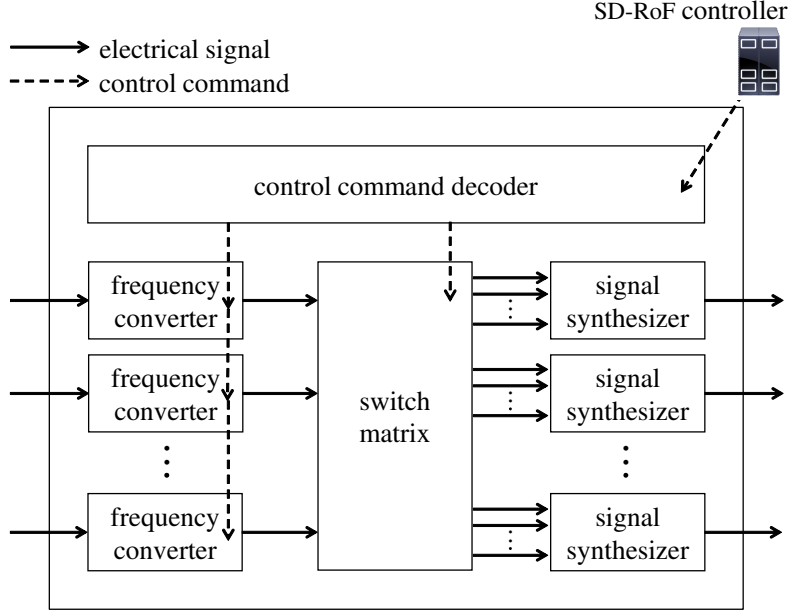 SD-RoF controller
electrical signal
control command
control command decoder
frequency
converter
signal
synthesizer
frequency
converter
switch
matrix
signal
synthesizer
frequency
converter
signal
synthesizer